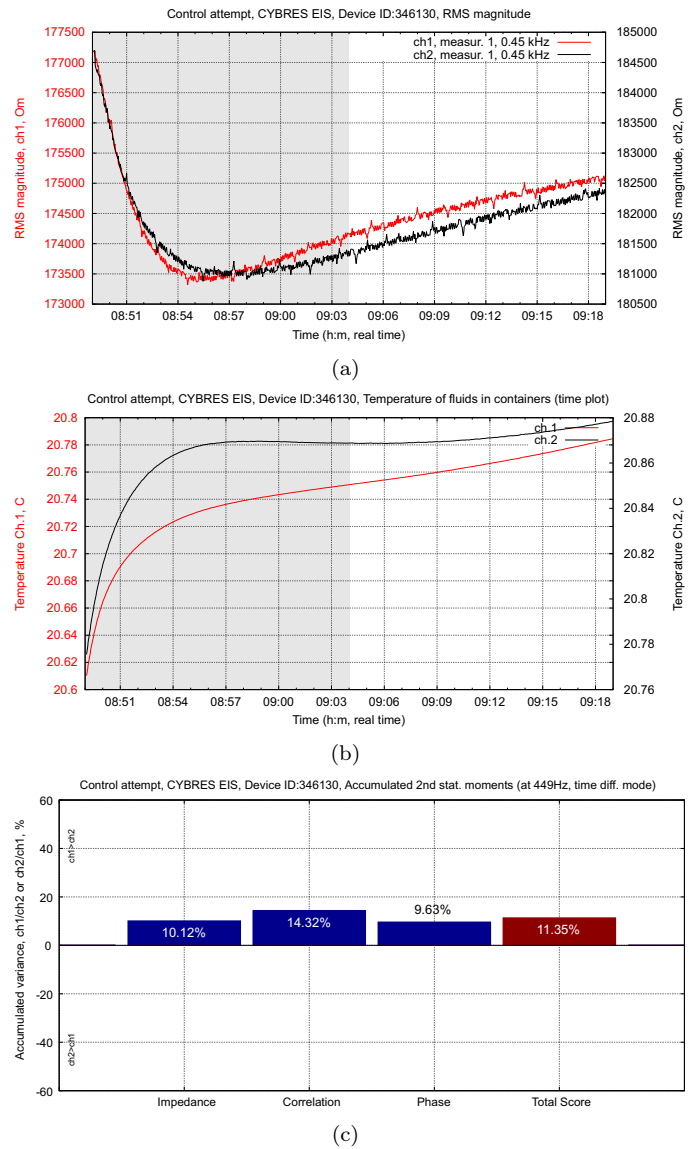 Control attempt, CYBRES EIS, Device ID:346130, RMS magnitude
RMS magnitude, ch1, Om
177500
177000
176500
176000
175500
175000
174500
174000
173500
173000
ch1, measur. 1, 0.45 kHz
ch2, measur. 1, 0.45 kHz
185000
184500
184000
183500
183000
182500
182000
181500
181000
180500
RMS magnitude, ch2, Om
08:51 08:54 08:57 09:00 09:03 09:06 09:09 09:12 09:15 09:18
Time (h:m, real time)
(a)
Control attempt, CYBRES EIS, Device ID:346130, Temperature of fluids in containers (time plot)
Temperature Ch.1, C
20.8
20.78
20.76
20.74
20.72
20.7
20.68
20.66
20.64
20.62
20.6
ch.1
ch.2
20.88
20.86
20.84
20.82
20.8
20.78
20.76
Temperature Ch.2, C
08:51 08:54 08:57 09:00 09:03 09:06 09:09 09:12 09:15 09:18
Time (h:m, real time)
(b)
Control attempt, CYBRES EIS, Device ID:346130, Accumulated 2nd stat. moments (at 449Hz, time diff. mode)
Accumulated variance, ch1/ch2 or ch2/ch1, %
60
40
20
0
-20
-40
-60
ch1>ch2
ch2>ch1
10.12%
14.32%
9.63%
11.35%
Impedance Correlation Phase Total Score
(c)